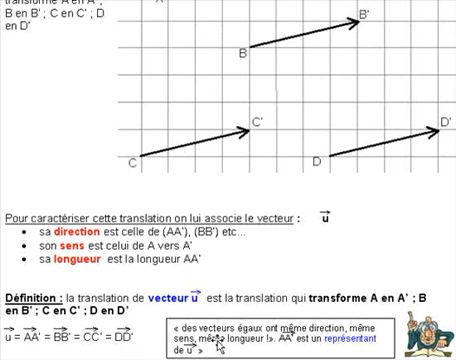 transforme A en A' ;
B en B' ; C en C' ; D
en D'
B'
B
C'
D'
C
D
Pour caractériser cette translation on lui associe le vecteur : u
sa direction est celle de (AA'), (BB') etc...
son sens est celui de A vers A'
sa longueur est la longueur AA'
Définition : la translation de vecteur u est la translation qui transforme A en A' ; B
en B' ; C en C' ; D en D'
u = AA' = BB' = CC' = DD'
« des vecteurs égaux ont même direction, même
sens, même longueur !». AA' est un représentant
de u »